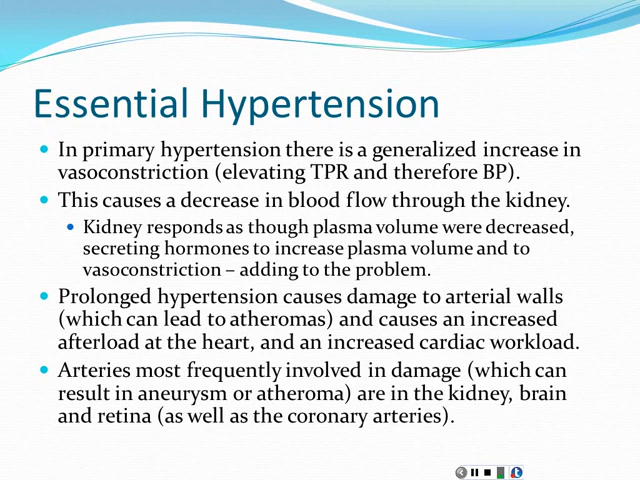 Essential Hypertension
In primary hypertension there is a generalized increase in
vasoconstriction (elevating TPR and therefore BP).
This causes a decrease in blood flow through the kidney.
Kidney responds as though plasma volume were decreased,
secreting hormones to increase plasma volume and to
vasoconstriction – adding to the problem.
Prolonged hypertension causes damage to arterial walls
(which can lead to atheromas) and causes an increased
afterload at the heart, and an increased cardiac workload.
Arteries most frequently involved in damage (which can
result in aneurysm or atheroma) are in the kidney, brain
and retina (as well as the coronary arteries).